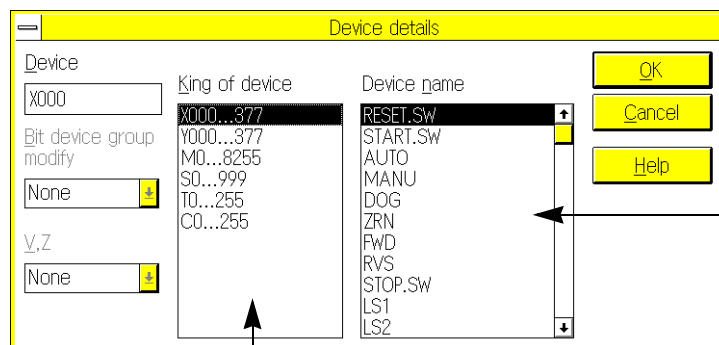 Device details
Device
X000
Bit device group
modify
None
V,Z
None
King of device
X000...377
Y000...377
M0...8255
S0...999
T0...255
C0...255
Device name
RESET.SW
START.SW
AUTO
MANU
DOG
ZRN
FWD
RVS
STOP.SW
LS1
LS2
OK
Cancel
Help